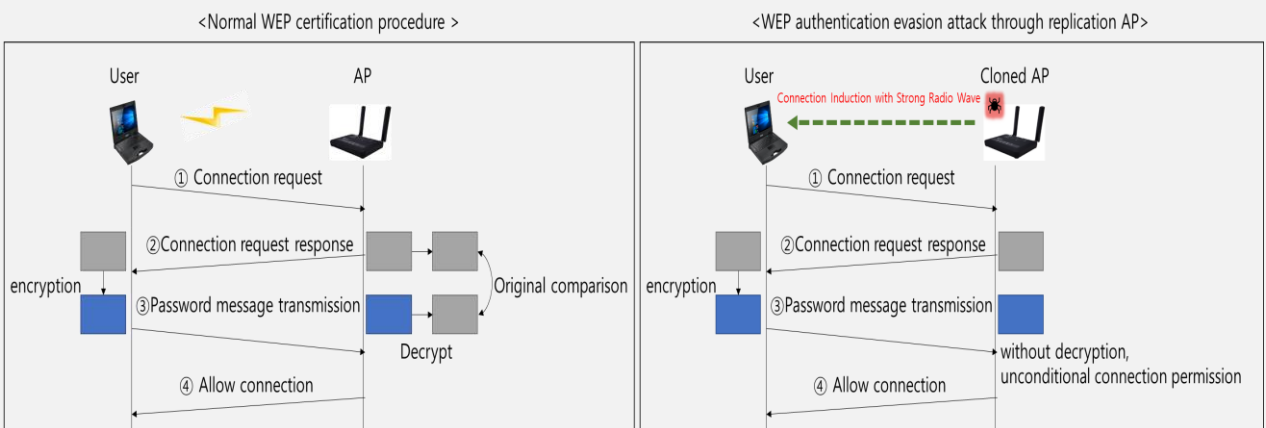 <Normal WEP certification procedure >
User
AP
① Connection request
②Connection request response
encryption
Original comparison
③Password message transmission
Decrypt
④ Allow connection
<WEP authentication evasion attack through replication AP>
User
Cloned AP
Connection Induction with Strong Radio Wave
① Connection request
②Connection request response
encryption
③Password message transmission
without decryption,
unconditional connection permission
④ Allow connection